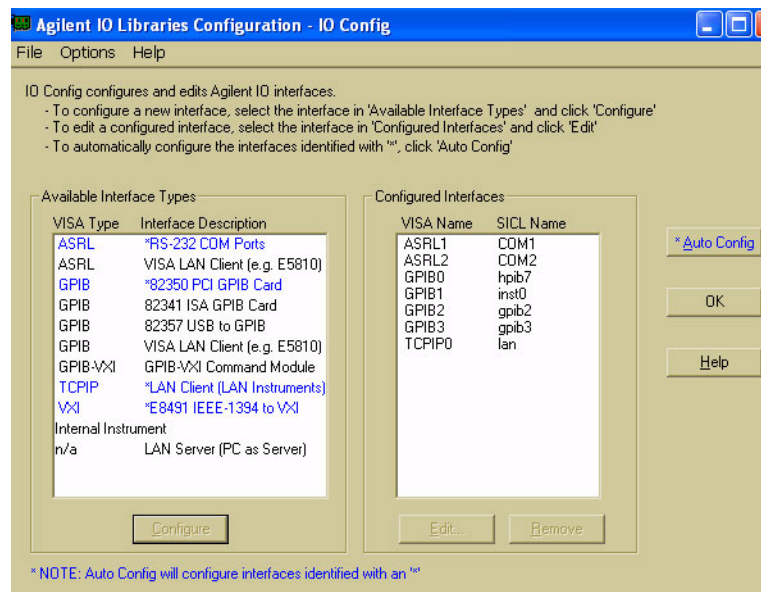 Agilent IO Libraries Configuration - IO Config
File Options Help
IO Config configures and edits Agilent IO interfaces.
- To configure a new interface, select the interface in 'Available Interface Types' and click 'Configure'
- To edit a configured interface, select the interface in 'Configured Interfaces' and click 'Edit'
- To automatically configure the interfaces identified with '*', click 'Auto Config'
Available Interface Types
VISA Type Interface Description
ASRL *RS-232 COM Ports
ASRL VISA LAN Client (e.g. E5810)
GPIB *82350 PCI GPIB Card
GPIB 82341 ISA GPIB Card
GPIB 82357 USB to GPIB
GPIB VISA LAN Client (e.g. E5810)
GPIB-VXI GPIB-VXI Command Module
TCPIP *LAN Client (LAN Instruments)
VXI *E8491 IEEE-1394 to VXI
Internal Instrument
n/a LAN Server (PC as Server)
Configure
Configured Interfaces
VISA Name SICL Name
ASRL1 COM1
ASRL2 COM2
GPIB0 hpib7
GPIB1 inst0
GPIB2 gpib2
GPIB3 gpib3
TCPIP0 lan
Edit... Remove
* Auto Config
OK
Help
* NOTE: Auto Config will configure interfaces identified with an '*'